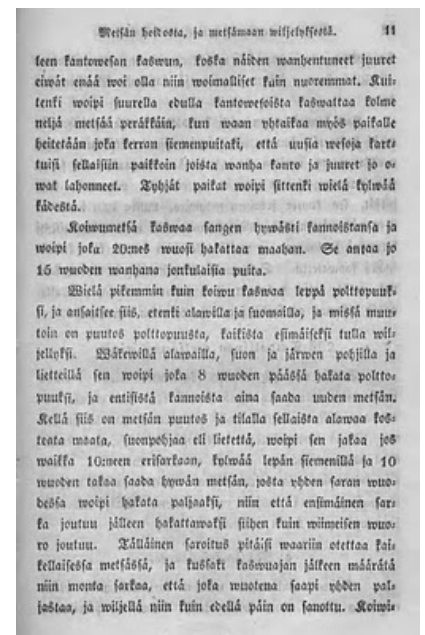 Metsän heidosta, ja metsämaan wiljelyksestä. 11
leen kantowesan kaswun, koska näiden wanhentuneet juuret
eiwät enää woi olla niin woimalliset kuin nuoremmat. Kui-
tenki woipi suurella edulla kantowesoista kaswattaa kolme
neljä metsää peräkkäin, kun waan yhtaikaa myös paikalle
heitetään joka kerran siemenpuitaki, että uusia wesoja kart-
tuisi sellaisiin paikkoin joista wanha kanto ja juuret jo o-
wat lahonneet. Tyhjät paikat woipi sittenki wielä kylwää
kädestä.
Koiwumetsä kaswaa sangen hywästi kannoistansa ja
woipi joka 20:nes wuosi hakattaa maahan. Se antaa jo
15 wuoden wanhana jonkulaisia puita.
Wielä pikemmin kuin koiwu kaswaa leppä polttopuuk-
si, ja ansaitsee siis, etenki alawilla ja suomailla, ja missä muu-
toin on puutos polttopuusta, kaikista esimäiseksi tulla wil-
jellyksi. Wäkewillä alawailla, suon ja järwen pohjilla ja
lietteillä sen woipi joka 8 wuoden päässä hakata poltto-
puuksi, ja entisistä kannoista aina saada uuden metsän.
Kellä siis on metsän puutos ja tilalla sellaista alawaa kos-
teata maata, suonpohjaa eli lietettä, woipi sen jakaa jos
waikka 10:neen erisarkaan, kylwää lepän siemenillä ja 10
wuoden takaa saada hywän metsän, josta yhden saran wuo-
dessa woipi hakata paljaaksi, niin että ensimäinen sar-
ka joutuu jälleen hakattawaksi siihen kuin wiimeisen wuo-
ro joutuu. Tälläinen saroitus pitäisi waariin otettaa kai-
kellaisessa metsässä, ja kussaki kaswuajan jälkeen määrätä
niin monta sarkaa, että joka wuotena saapi yhden pal-
jastaa, ja wiljellä niin kuin edellä päin on sanottu. Koiwi-